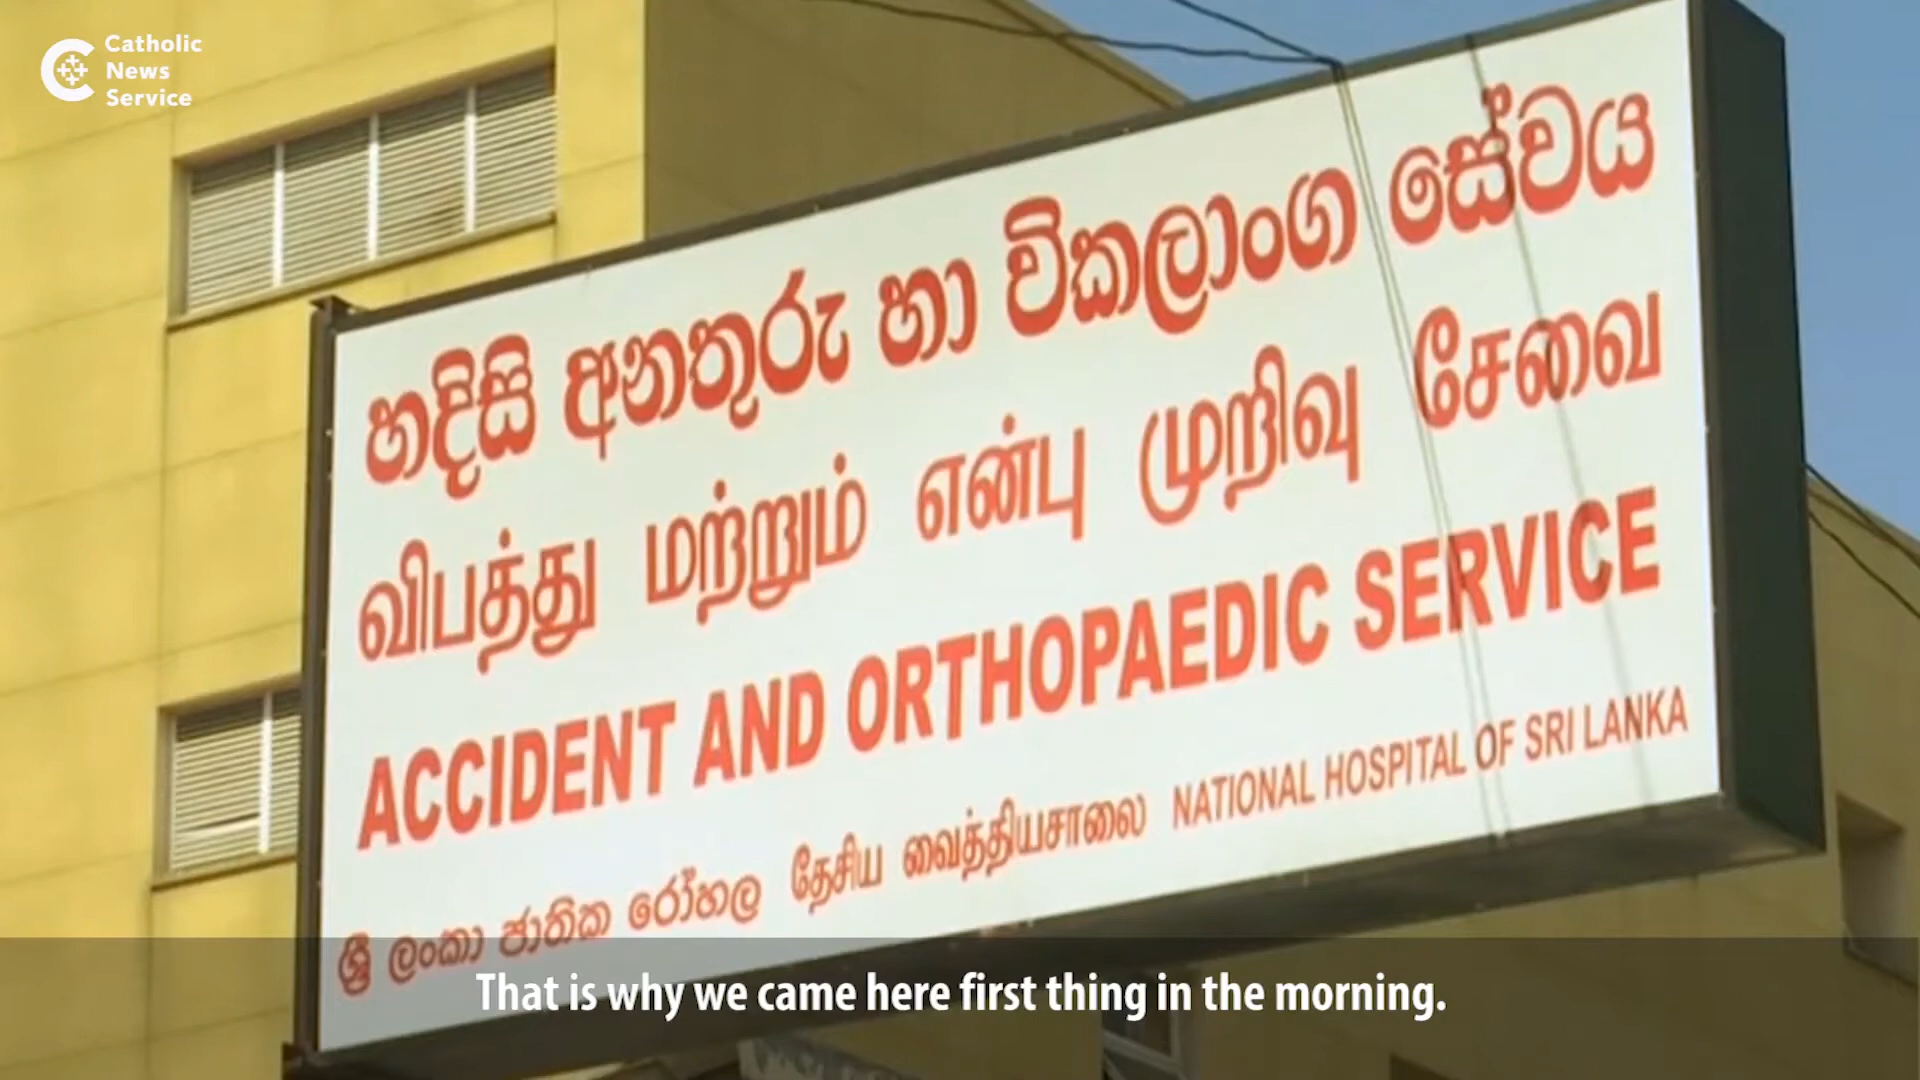 Catholic
News
Service
හදිසි අනතුරු හා විකලාංග සේවය
விபத்து மற்றும் என்பு முறிவு சேவை
ACCIDENT AND ORTHOPAEDIC SERVICE
ශ්‍රී ලංකා ජාතික රෝහල தேசிய வைத்தியசாலை NATIONAL HOSPITAL OF SRI LANKA
That is why we came here first thing in the morning.